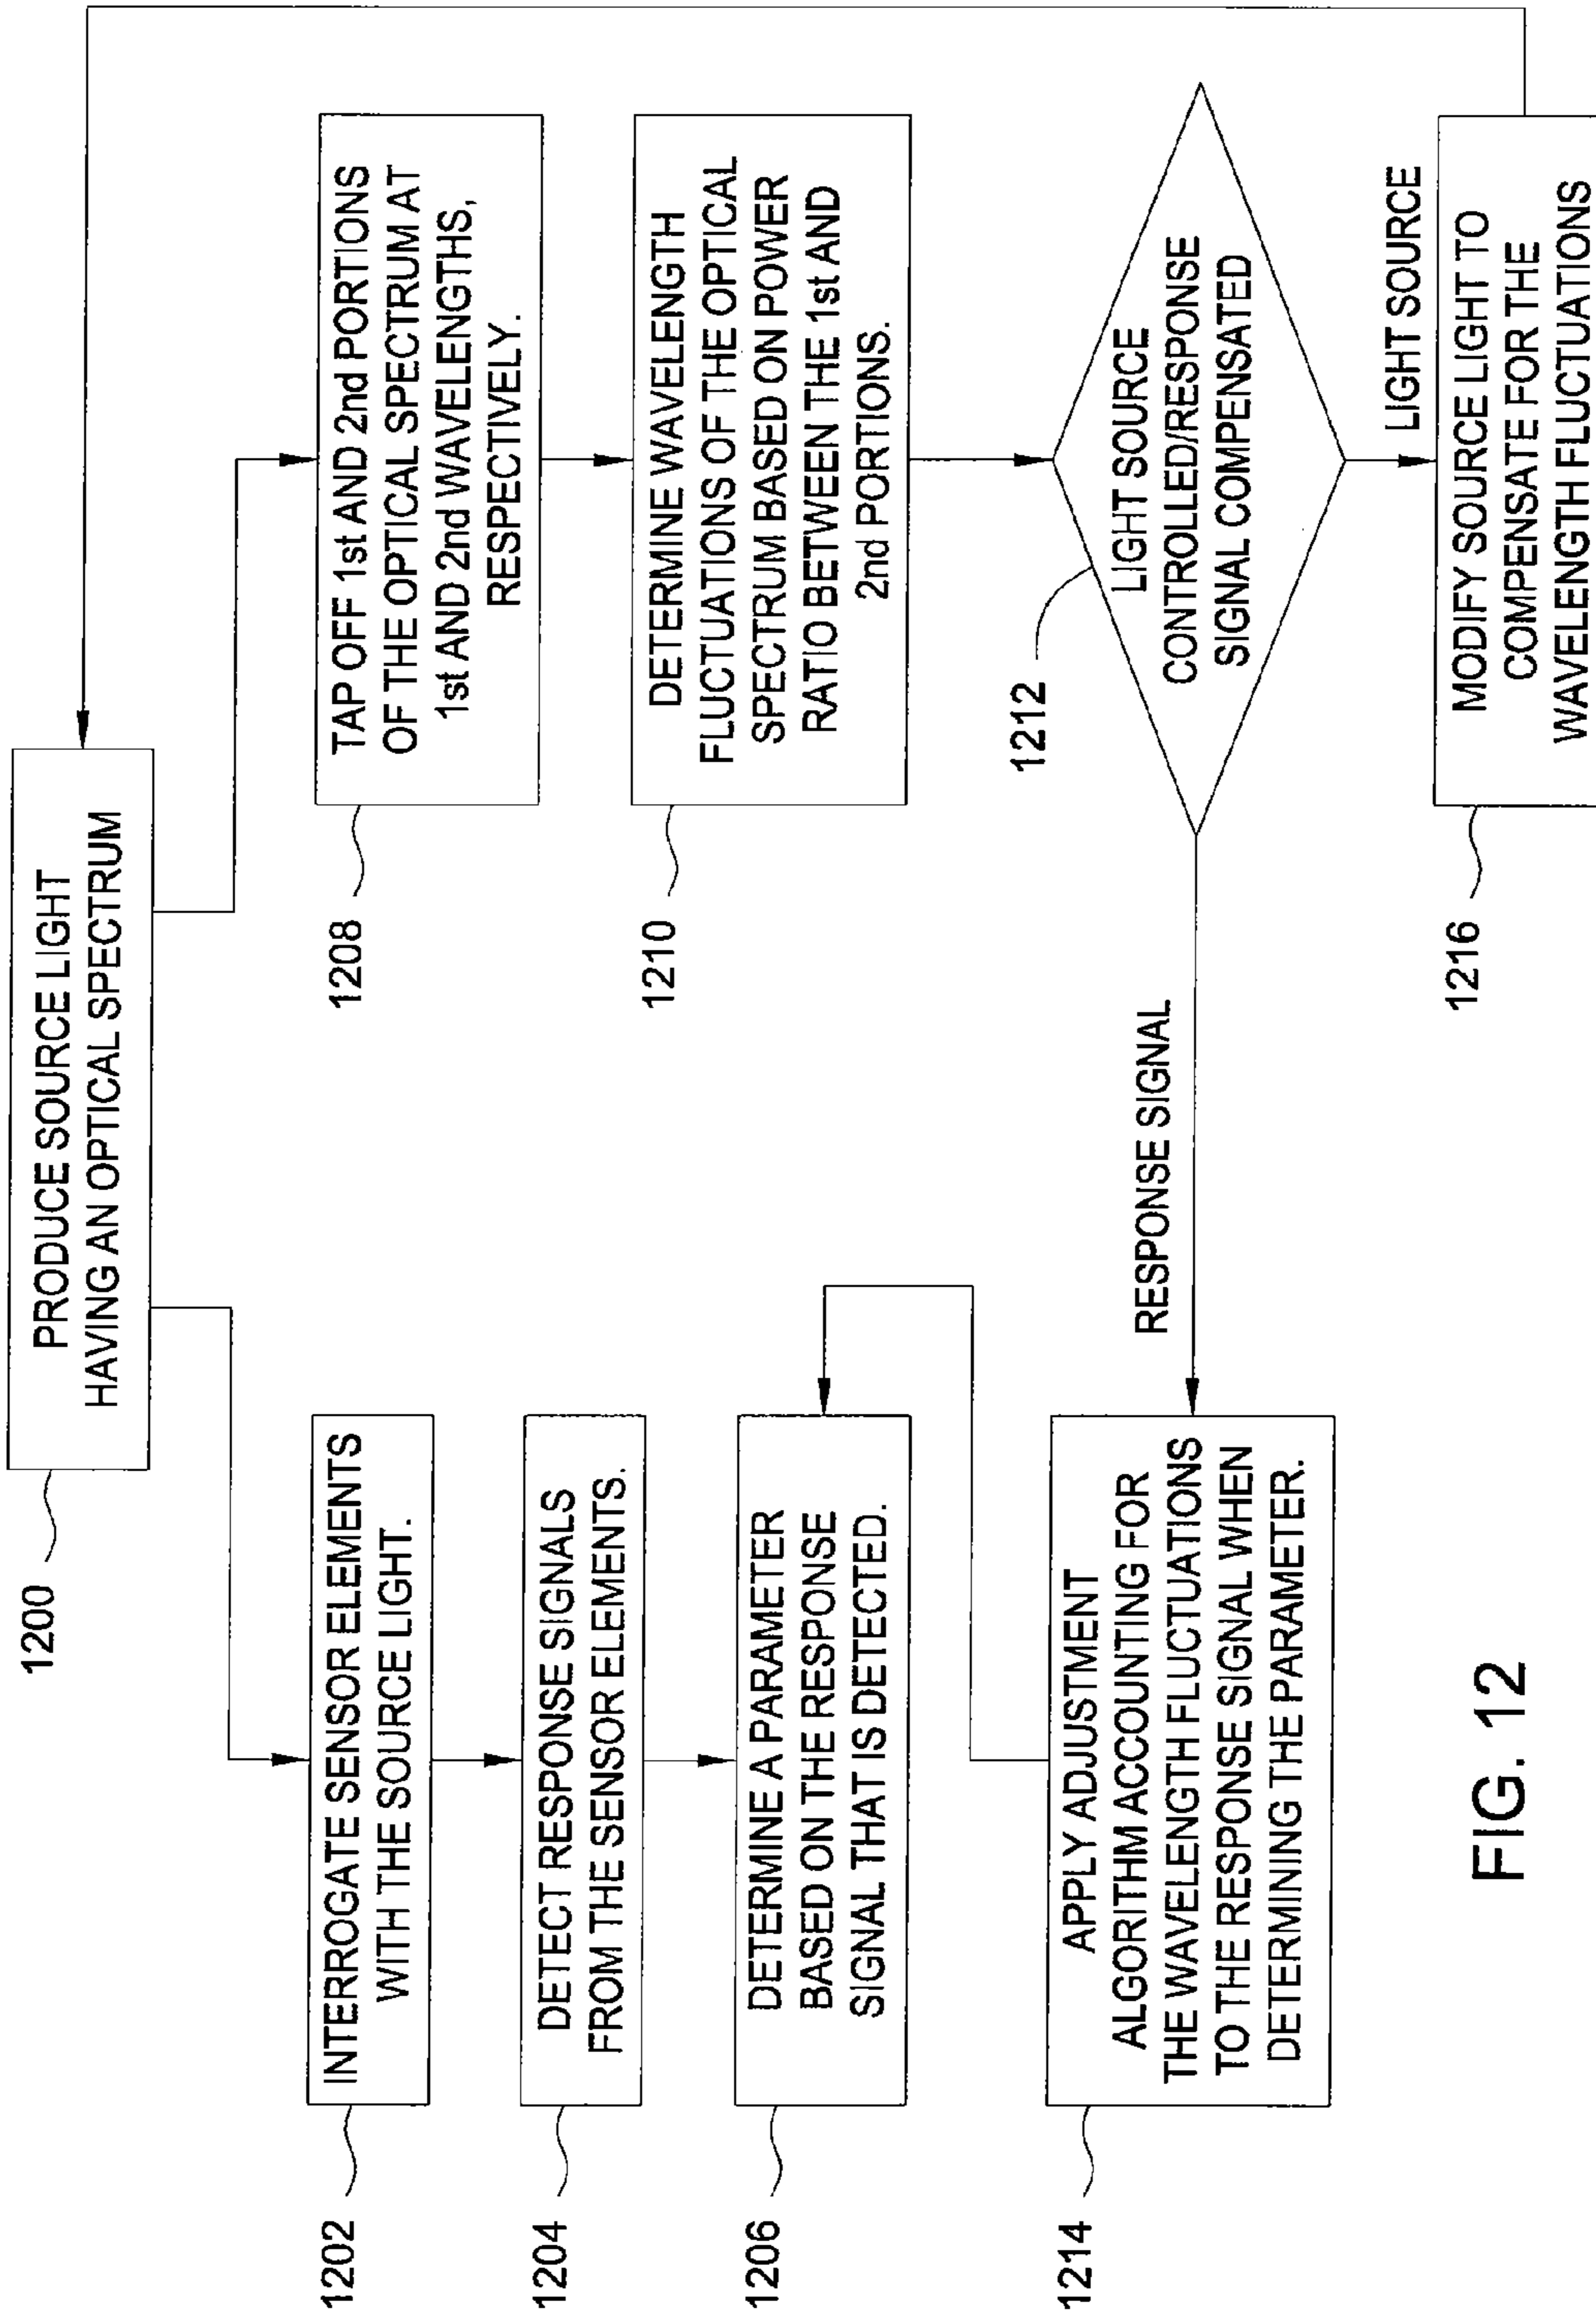 1200
PRODUCE SOURCE LIGHT
HAVING AN OPTICAL SPECTRUM
1202
INTERROGATE SENSOR ELEMENTS
WITH THE SOURCE LIGHT.
1204
DETECT RESPONSE SIGNALS
FROM THE SENSOR ELEMENTS.
1206
DETERMINE A PARAMETER
BASED ON THE RESPONSE
SIGNAL THAT IS DETECTED.
1208
TAP OFF 1st AND 2nd PORTIONS
OF THE OPTICAL SPECTRUM AT
1st AND 2nd WAVELENGTHS,
RESPECTIVELY.
1210
DETERMINE WAVELENGTH
FLUCTUATIONS OF THE OPTICAL
SPECTRUM BASED ON POWER
RATIO BETWEEN THE 1st AND
2nd PORTIONS.
1212
LIGHT SOURCE
CONTROLLED/RESPONSE
SIGNAL COMPENSATED
RESPONSE SIGNAL
1214
APPLY ADJUSTMENT
ALGORITHM ACCOUNTING FOR
THE WAVELENGTH FLUCTUATIONS
TO THE RESPONSE SIGNAL WHEN
DETERMINING THE PARAMETER.
LIGHT SOURCE
1216
MODIFY SOURCE LIGHT TO
COMPENSATE FOR THE
WAVELENGTH FLUCTUATIONS
FIG. 12